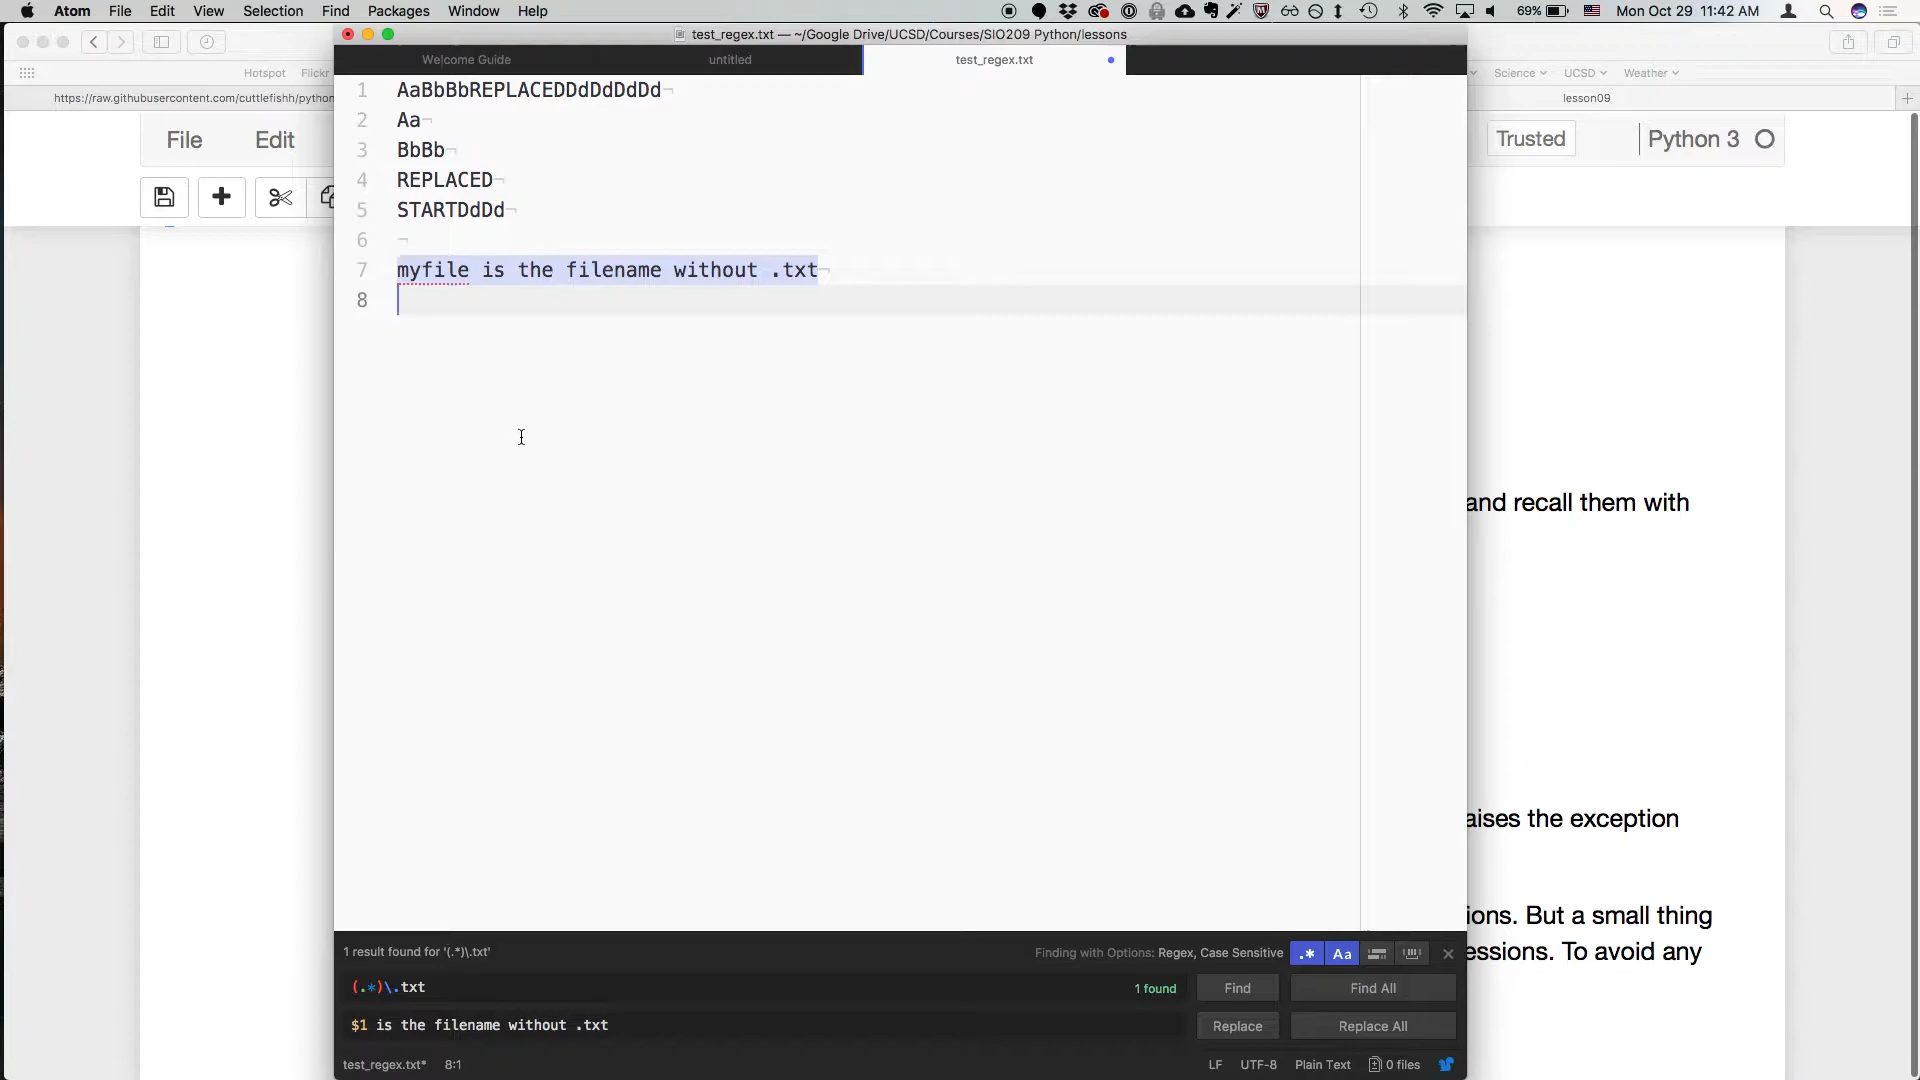 Atom File Edit View Selection Find Packages Window Help 69% Mon Oct 29 11:42 AM
test_regex.txt — ~/Google Drive/UCSD/Courses/SIO209 Python/lessons
Welcome Guide untitled test_regex.txt
Hotspot Flickr Science UCSD Weather
https://raw.githubusercontent.com/cuttlefishh/python lesson09
File Edit Trusted Python 3
1 AaBbBbREPLACEDDdDdDdDd
2 Aa
3 BbBb
4 REPLACED
5 STARTDdDd
6
7 myfile is the filename without .txt
8
and recall them with
aises the exception
ions. But a small thing
essions. To avoid any
1 result found for '(.*)\.txt' Finding with Options: Regex, Case Sensitive .* Aa
(.*)\.txt 1 found Find Find All
$1 is the filename without .txt Replace Replace All
test_regex.txt* 8:1 LF UTF-8 Plain Text 0 files